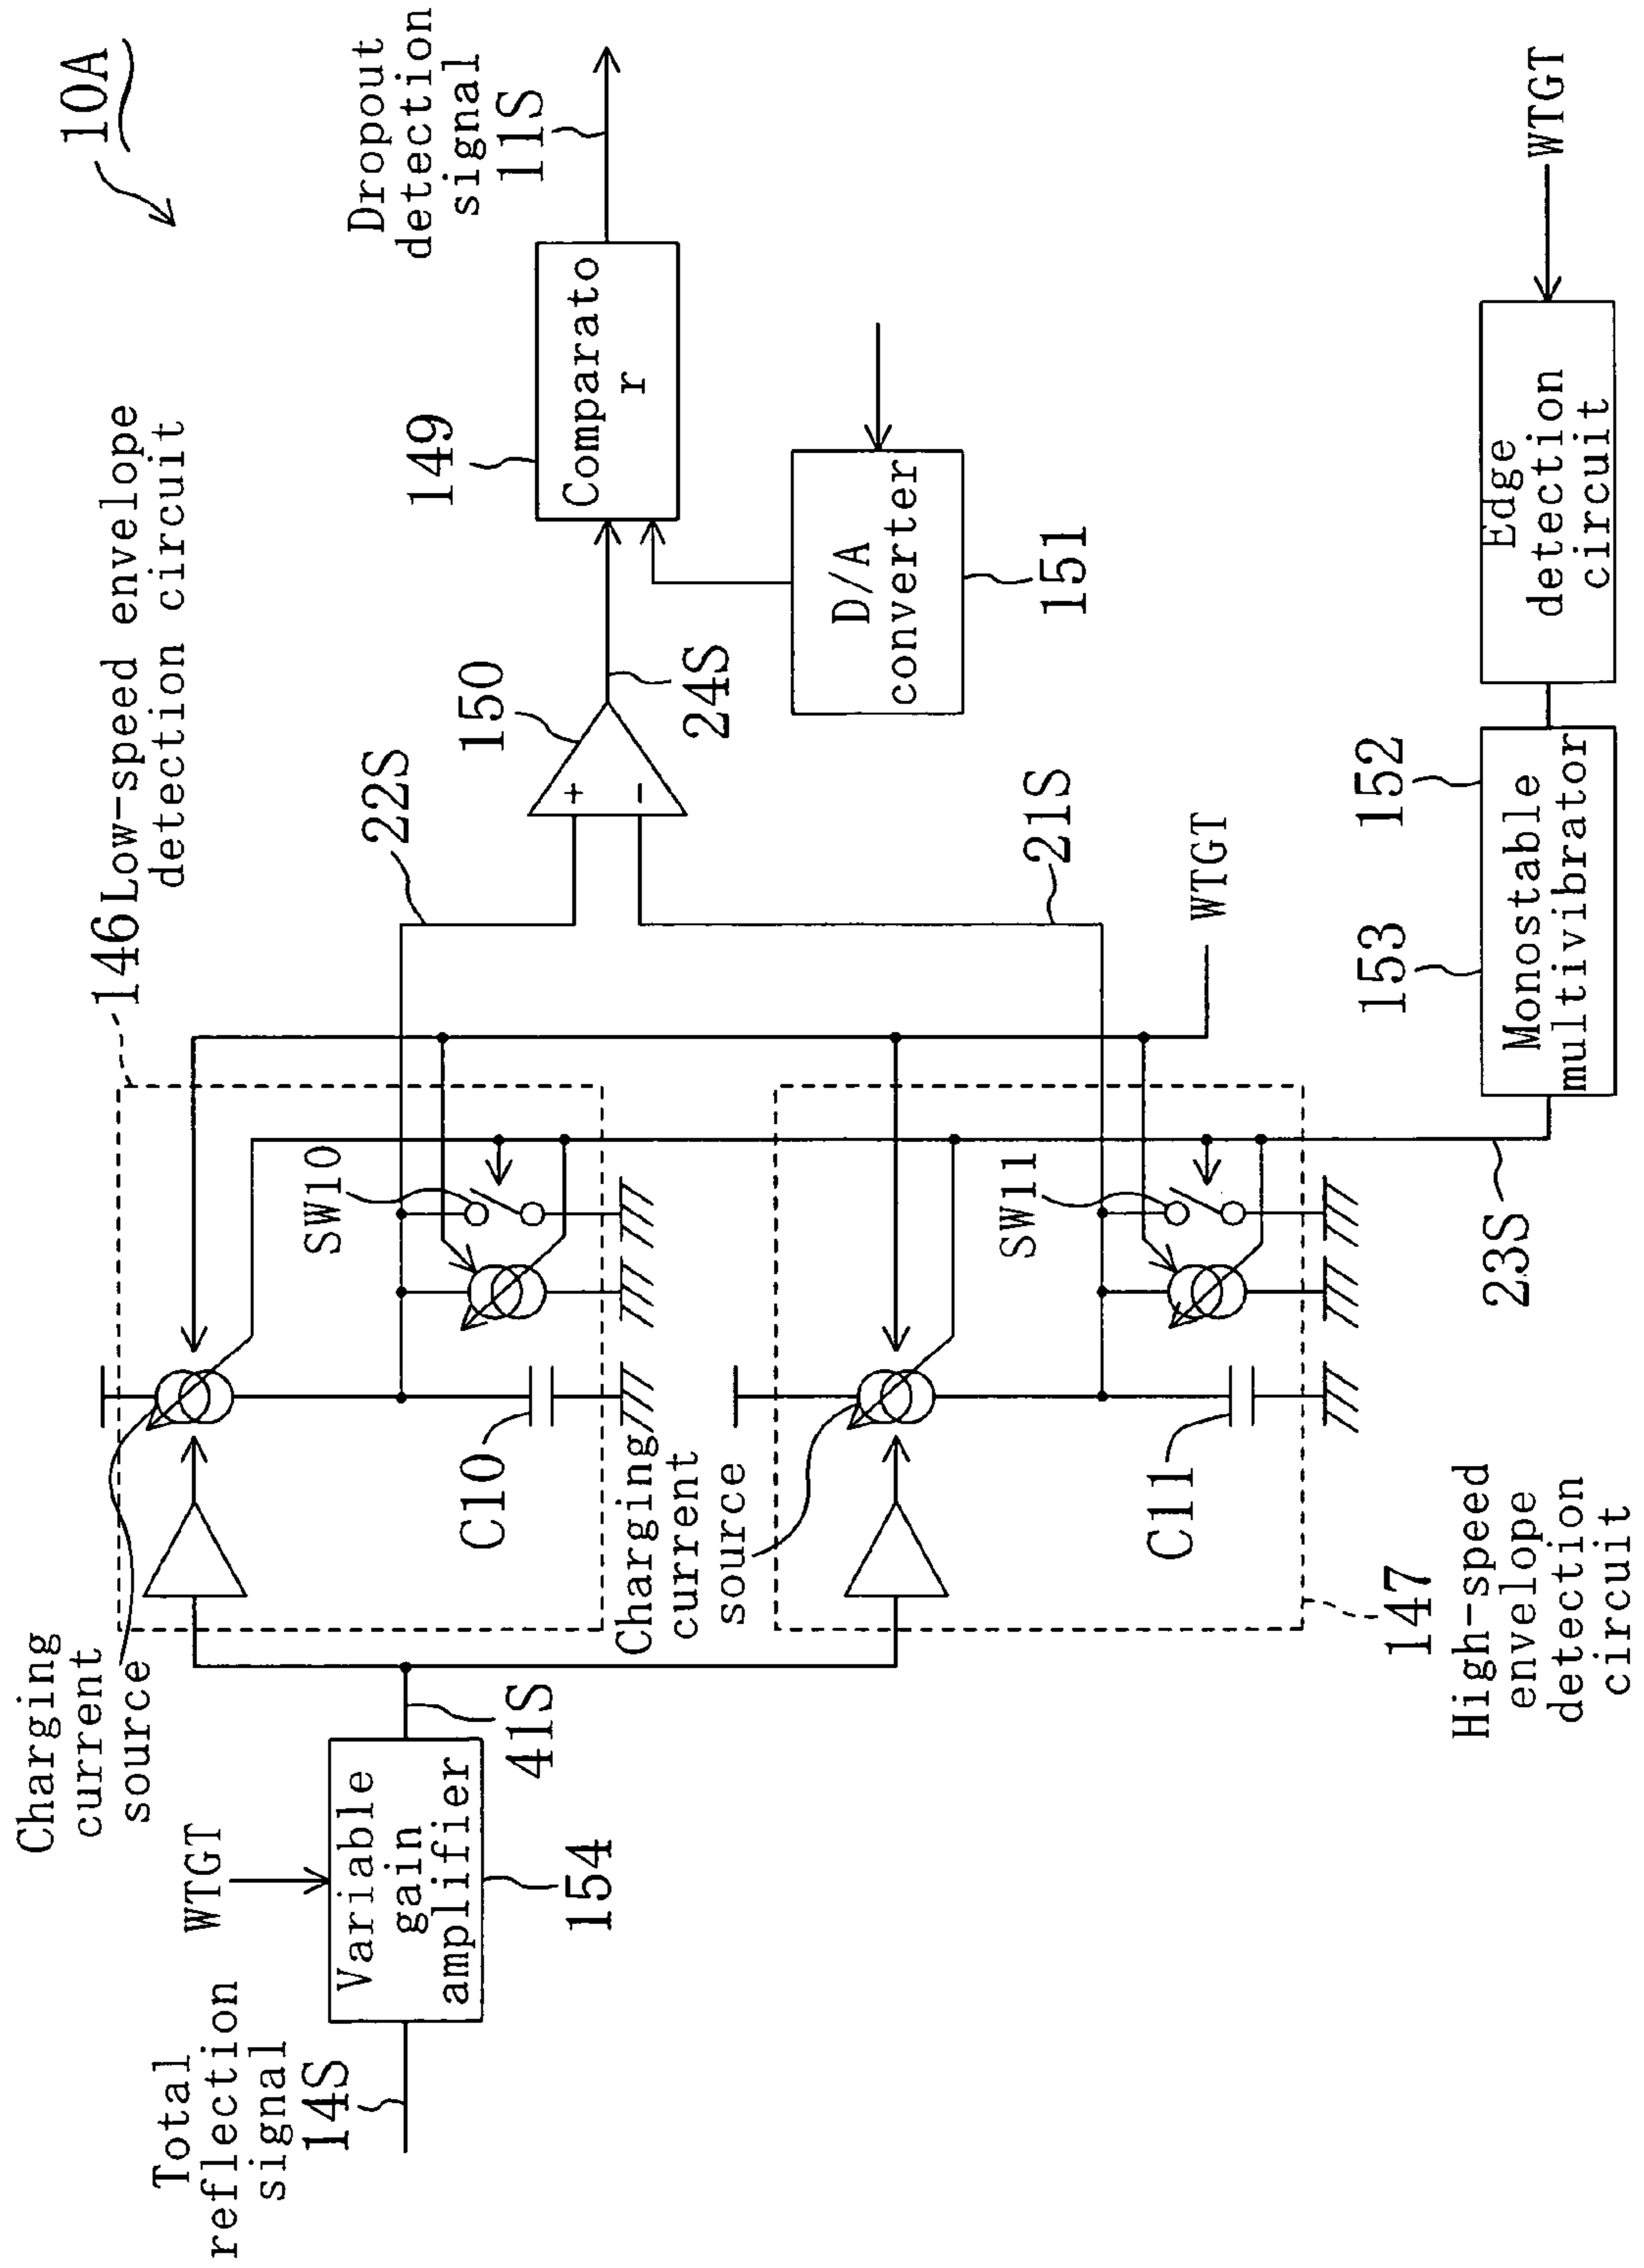 10A
Total
reflection
signal
14S
WTGT
Variable
gain
amplifier
154
41S
Charging
current
source
146
Low-speed envelope
detection circuit
C10
SW10
22S
Charging
current
source
C11
SW11
21S
147
High-speed
envelope
detection
circuit
WTGT
150
+
−
24S
149
Comparato
r
Dropout
detection
signal
11S
D/A
converter
151
23S
153
Monostable
multivibrator
152
Edge
detection
circuit
WTGT